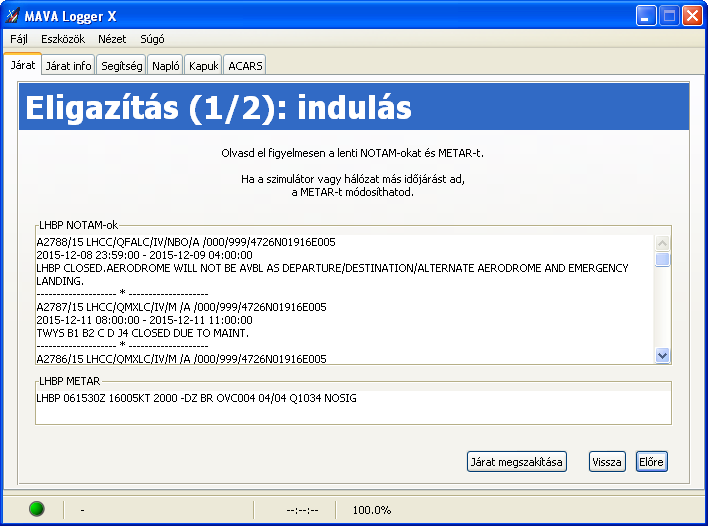 MAVA Logger X
Fájl Eszközök Nézet Súgó
Járat Járat info Segítség Napló Kapuk ACARS
Eligazítás (1/2): indulás
Olvasd el figyelmesen a lenti NOTAM-okat és METAR-t.
Ha a szimulátor vagy hálózat más időjárást ad,
a METAR-t módosíthatod.
LHBP NOTAM-ok
A2788/15 LHCC/QFALC/IV/NBO/A /000/999/4726N01916E005
2015-12-08 23:59:00 - 2015-12-09 04:00:00
LHBP CLOSED.AERODROME WILL NOT BE AVBL AS DEPARTURE/DESTINATION/ALTERNATE AERODROME AND EMERGENCY
LANDING.
-------------------- * --------------------
A2787/15 LHCC/QMXLC/IV/M /A /000/999/4726N01916E005
2015-12-11 08:00:00 - 2015-12-11 11:00:00
TWYS B1 B2 C D J4 CLOSED DUE TO MAINT.
-------------------- * --------------------
A2786/15 LHCC/QMXLC/IV/M /A /000/999/4726N01916E005
LHBP METAR
LHBP 061530Z 16005KT 2000 -DZ BR OVC004 04/04 Q1034 NOSIG
Járat megszakítása Vissza Előre
- --:--:-- 100.0%